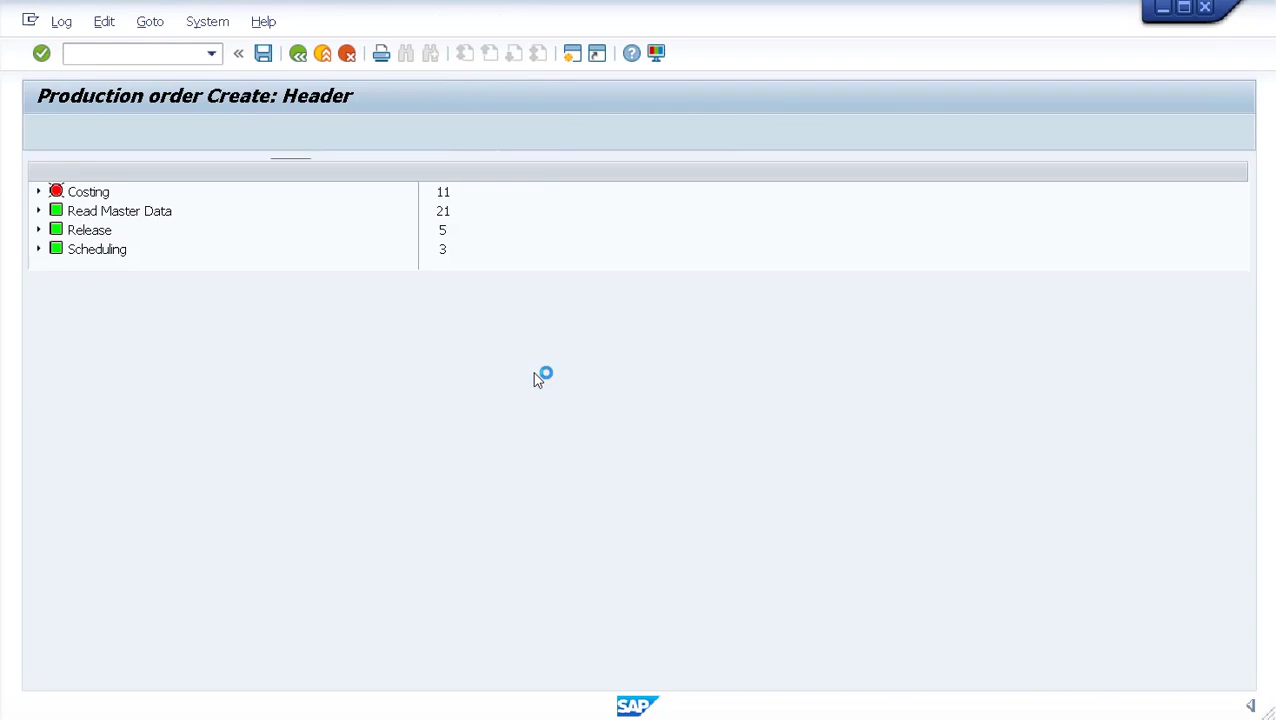 Log Edit Goto System Help
Production order Create: Header
Costing 11
Read Master Data 21
Release 5
Scheduling 3
SAP